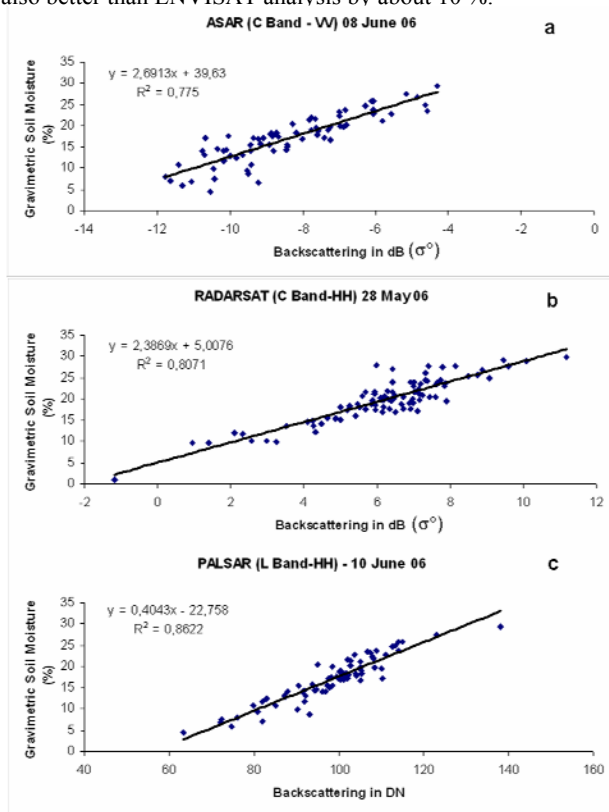 also better than ENVISAT analysis by about 10 %.
ASAR (C Band - VV) 08 June 06
a
y = 2,6913x + 39,63
R² = 0,775
Gravimetric Soil Moisture
(%)
35
30
25
20
15
10
5
0
-14 -12 -10 -8 -6 -4 -2 0
Backscattering in dB (σ°)
RADARSAT (C Band-HH) 28 May 06
b
y = 2,3869x + 5,0076
R² = 0,8071
Gravimetric Soil Moisture
(%)
35
30
25
20
15
10
5
0
-2 0 2 4 6 8 10 12
Backscattering in dB (σ°)
PALSAR (L Band-HH) - 10 June 06
c
y = 0,4043x - 22,758
R² = 0,8622
Gravimetric Soil Moisture
(%)
35
30
25
20
15
10
5
0
40 60 80 100 120 140 160
Backscattering in DN